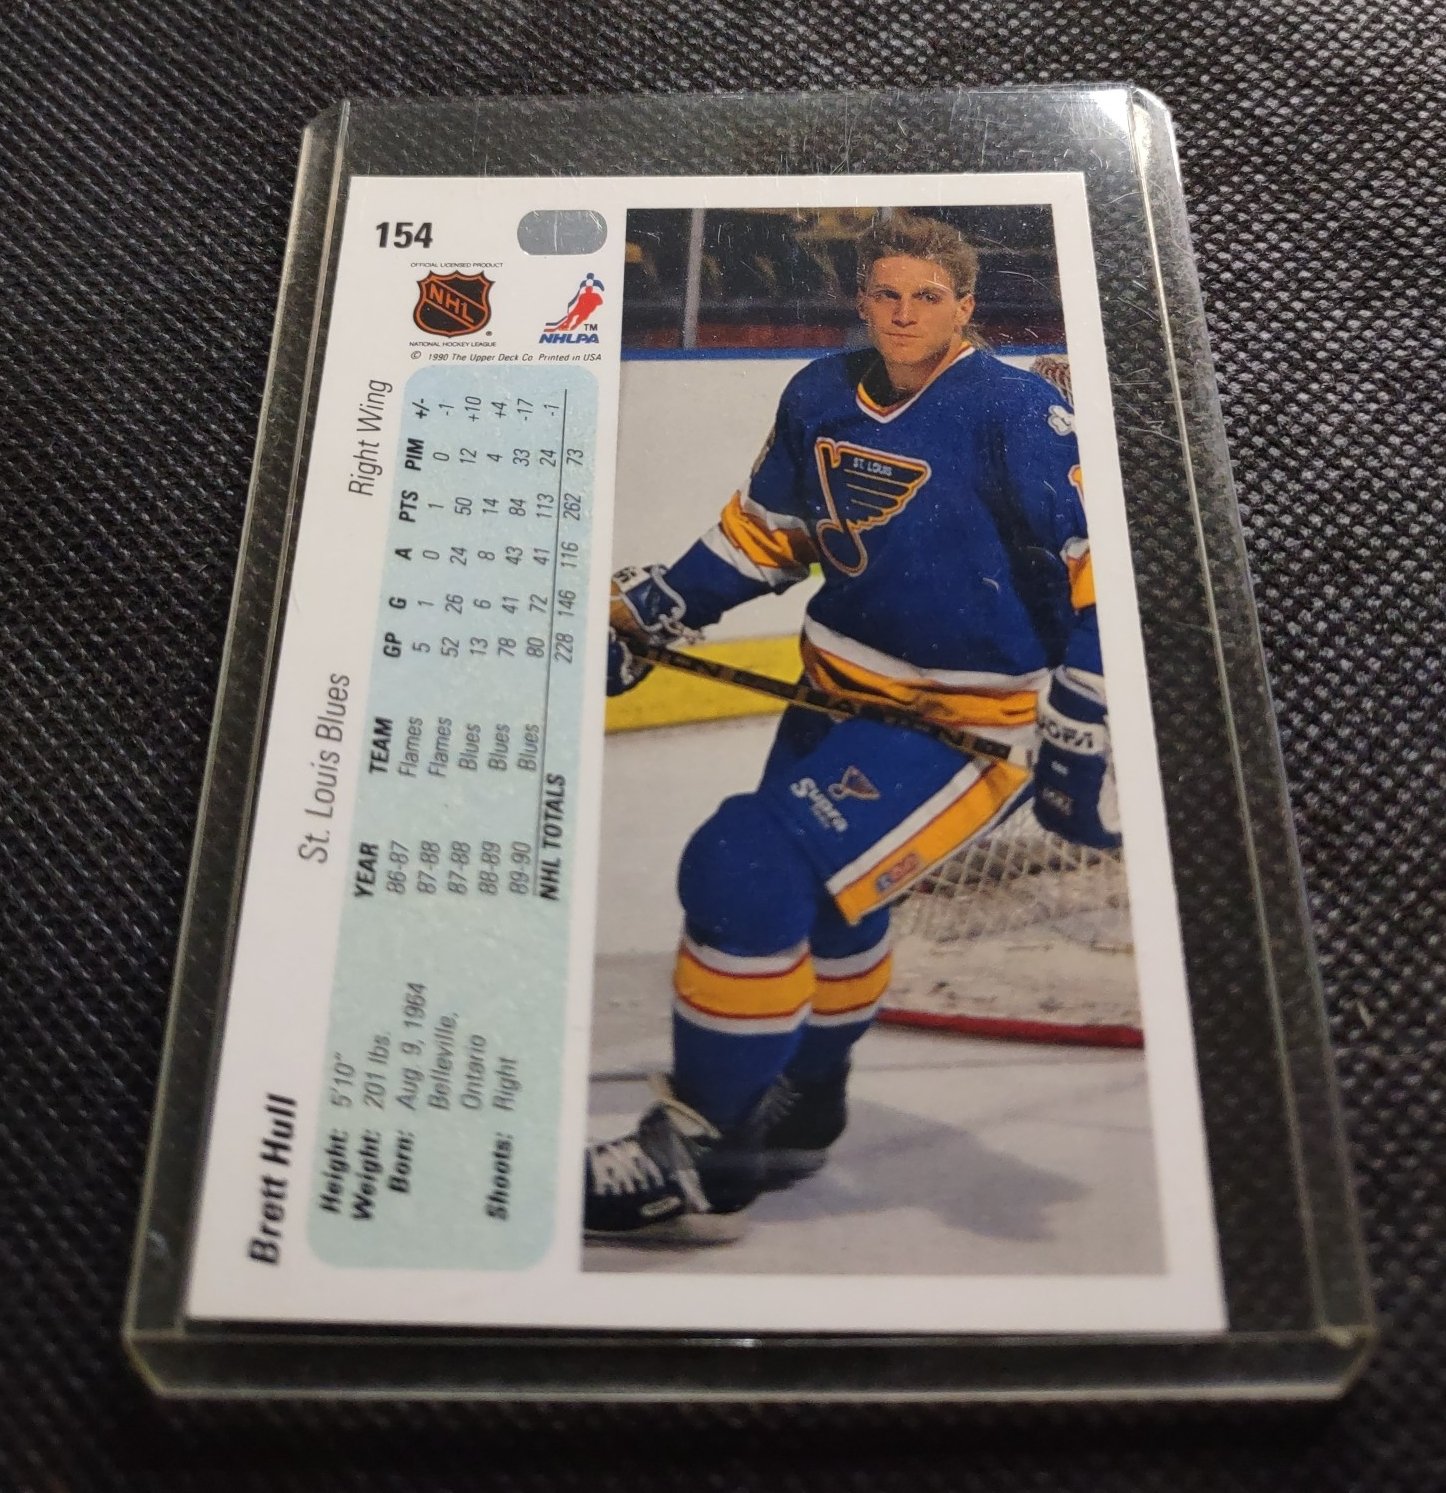 154
OFFICIAL LICENSED PRODUCT
NHL
®
NATIONAL HOCKEY LEAGUE
TM
NHLPA
© 1990 The Upper Deck Co. Printed in USA
Brett Hull
St. Louis Blues
Right Wing
Height: 5'10"
Weight: 201 lbs.
Born: Aug 9, 1964
Belleville,
Ontario
Shoots: Right
YEAR TEAM GP G A PTS PIM +/-
86-87 Flames 5 1 0 1 0 -1
87-88 Flames 52 26 24 50 12 +10
87-88 Blues 13 6 8 14 4 +4
88-89 Blues 78 41 43 84 33 -17
89-90 Blues 80 72 41 113 24 -1
NHL TOTALS 228 146 116 262 73
ST. LOUIS
Supra
CCM